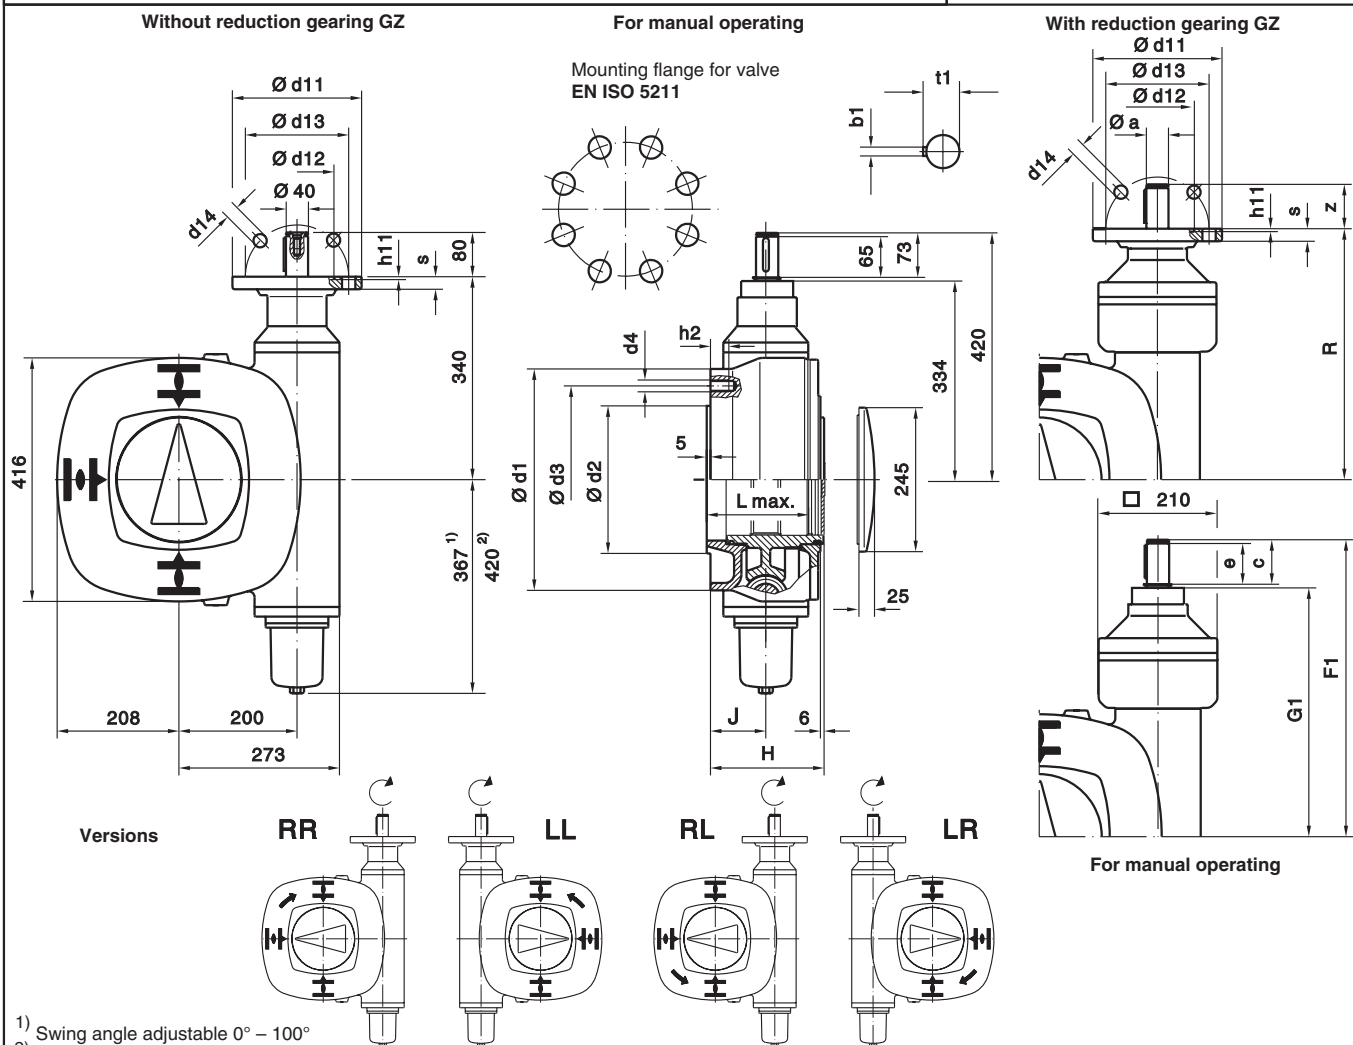 Without reduction gearing GZ
For manual operating
With reduction gearing GZ
Mounting flange for valve
EN ISO 5211
Ø d11
Ø d13
Ø d12
Ø 40
d14
h11
s
80
340
416
367 1)
420 2)
208
200
273
t1
b1
65
73
h2
d4
334
420
5
Ø d1
Ø d3
Ø d2
L max.
245
25
J
6
H
Ø d11
Ø d13
Ø d12
Ø a
d14
h11
s
z
R
210
e
c
G1
F1
For manual operating
Versions
RR
LL
RL
LR
1) Swing angle adjustable 0° – 100°